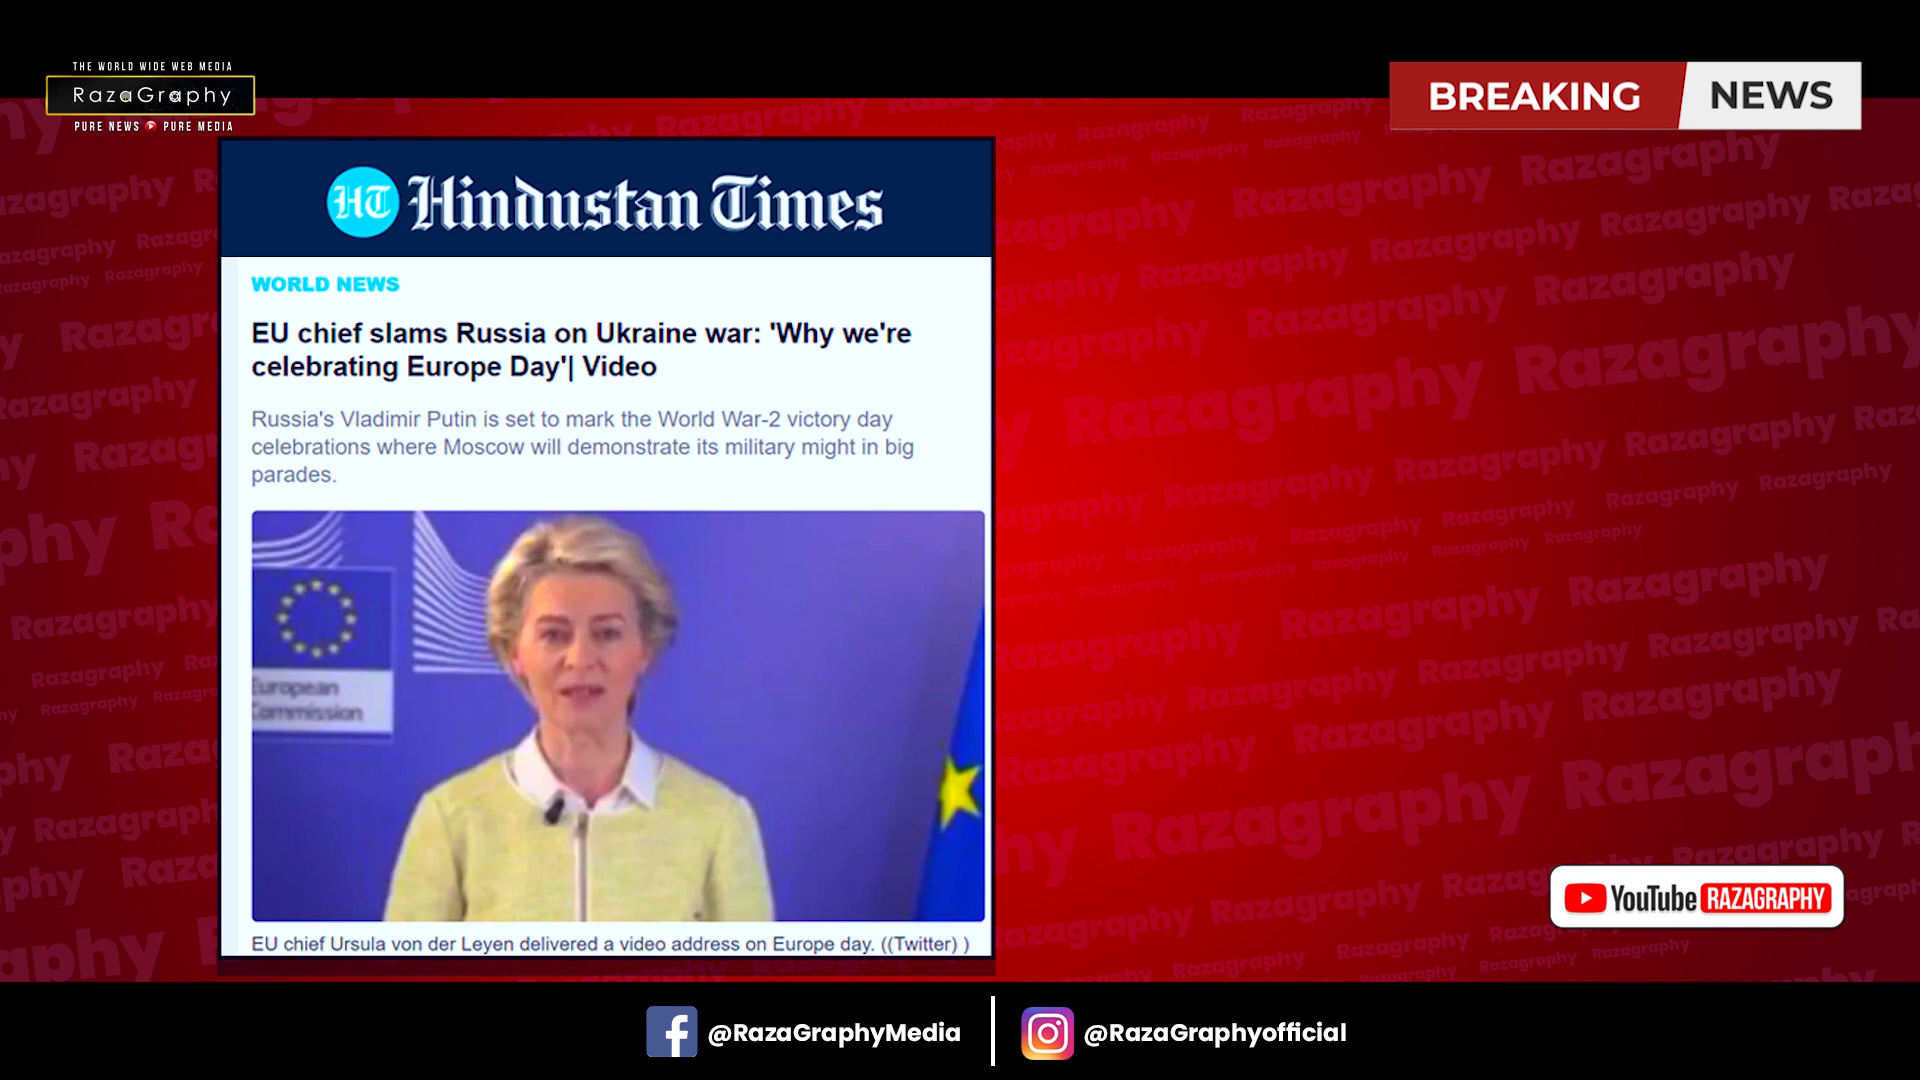 THE WORLD WIDE WEB MEDIA
RazaGraphy
PURE NEWS PURE MEDIA
BREAKING NEWS
HT Hindustan Times
WORLD NEWS
EU chief slams Russia on Ukraine war: 'Why we're
celebrating Europe Day'| Video
Russia's Vladimir Putin is set to mark the World War-2 victory day
celebrations where Moscow will demonstrate its military might in big
parades.
European
Commission
EU chief Ursula von der Leyen delivered a video address on Europe day. ((Twitter) )
Razagraphy
YouTube RAZAGRAPHY
@RazaGraphyMedia
@RazaGraphyofficial